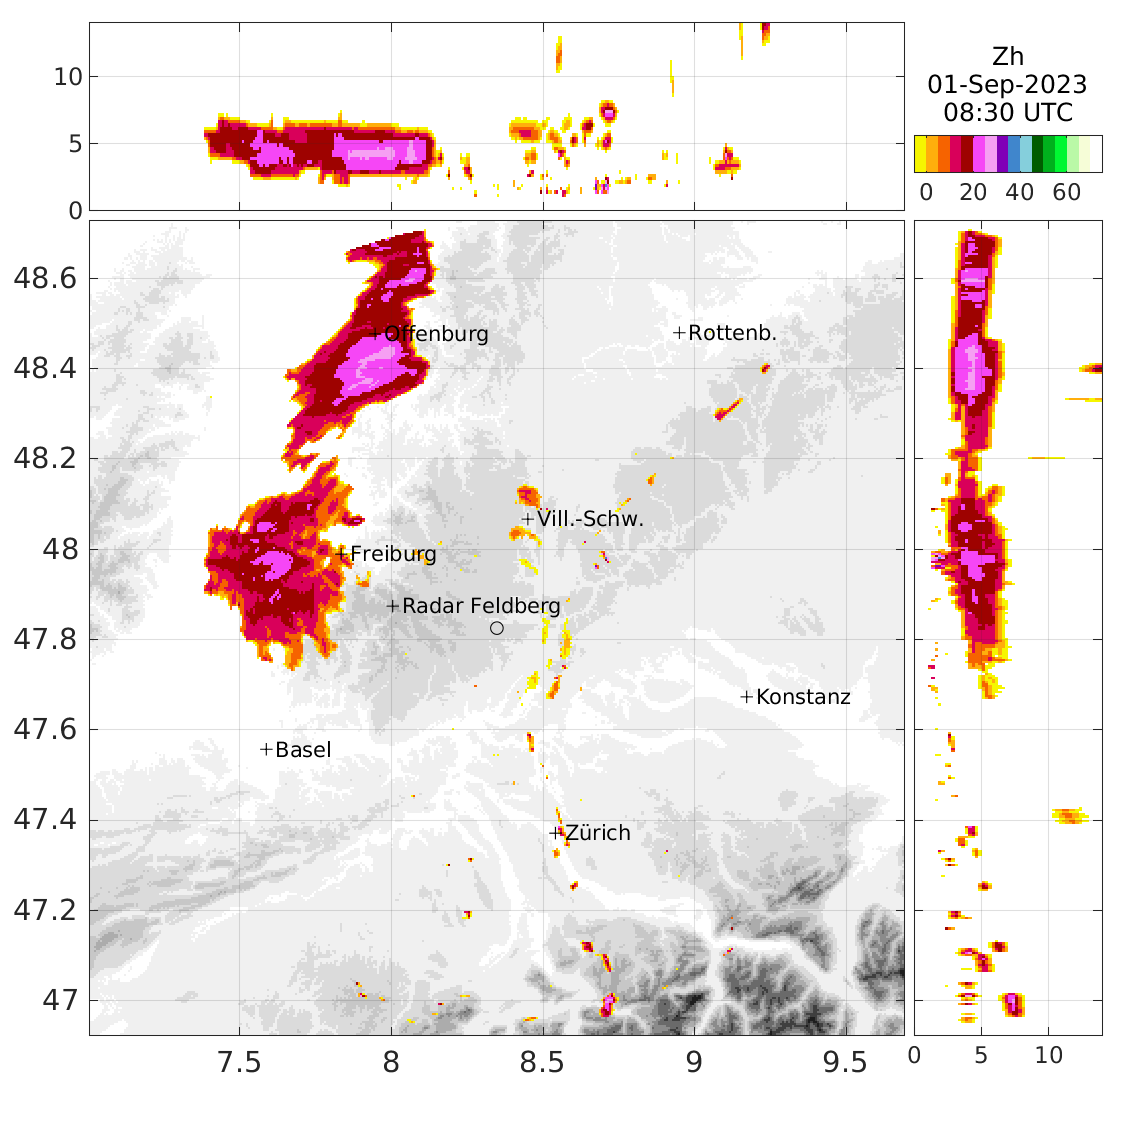 10
5
0
Zh
01-Sep-2023
08:30 UTC
0 20 40 60
48.6
48.4
48.2
48
47.8
47.6
47.4
47.2
47
Offenburg
Rottenb.
Vill.-Schw.
Freiburg
Radar Feldberg
Konstanz
Basel
Zürich
7.5 8 8.5 9 9.5
0 5 10